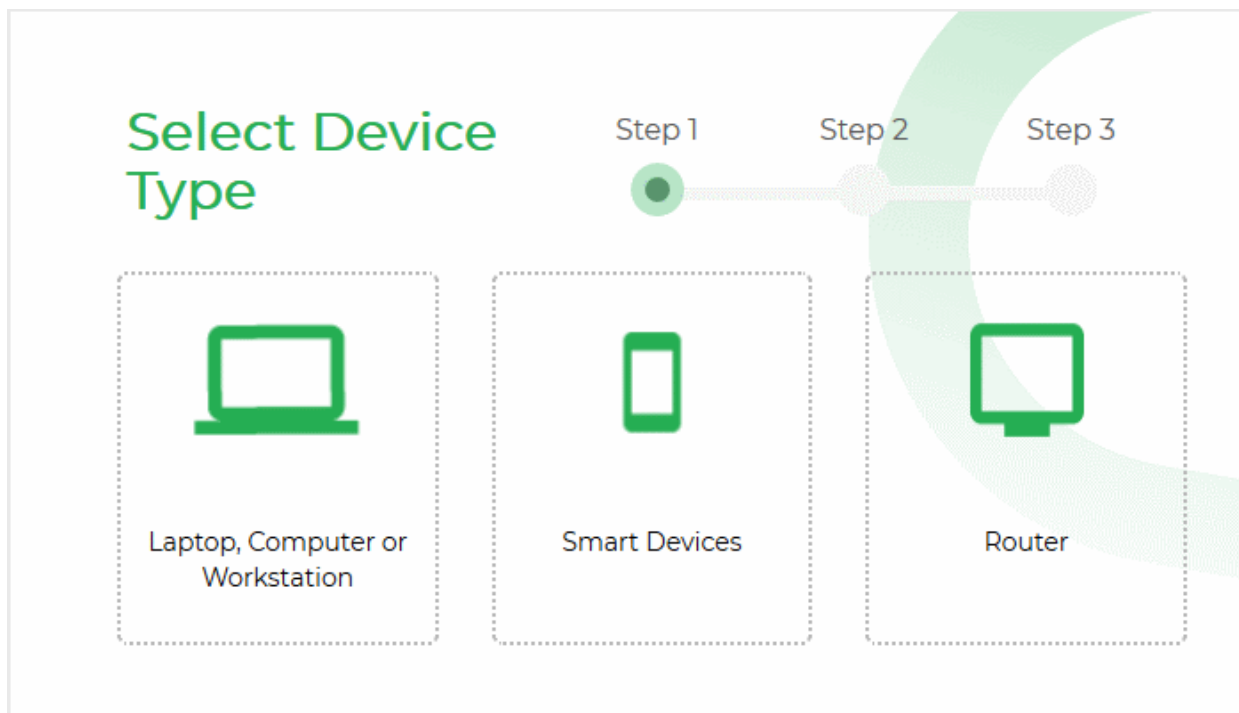 Select Device
Type
Step 1
Step 2
Step 3
Laptop, Computer or
Workstation
Smart Devices
Router